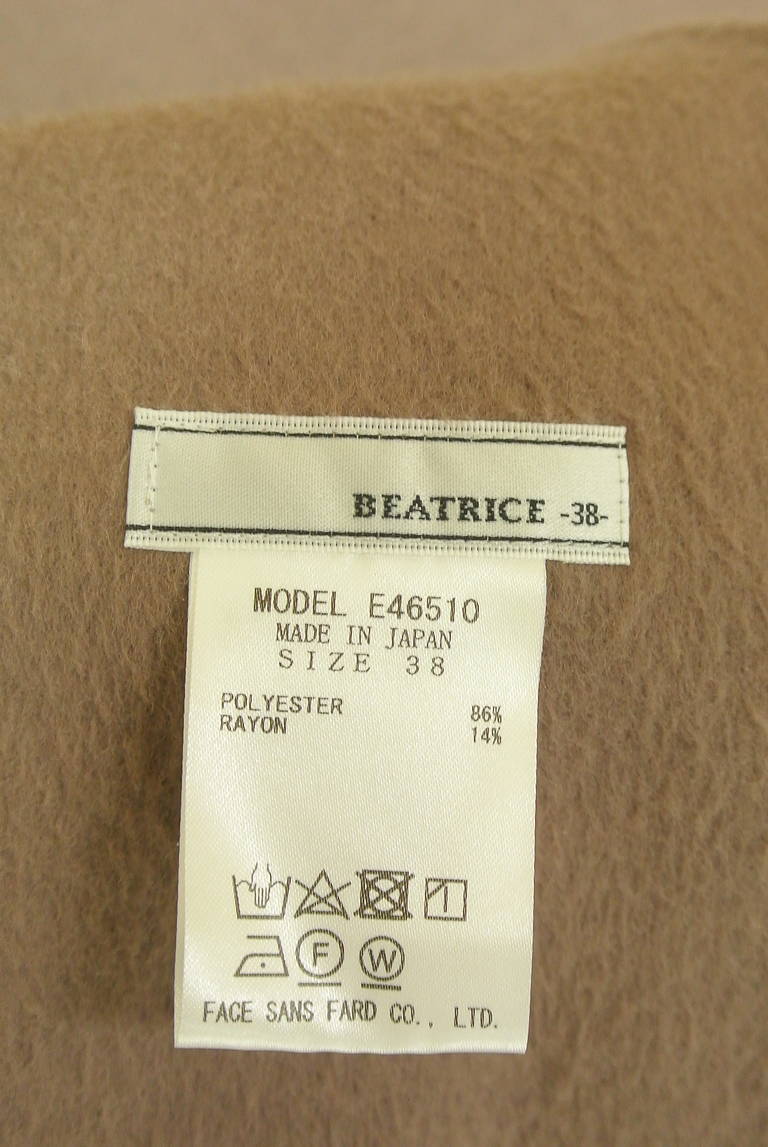 BEATRICE -38-
MODEL E46510
MADE IN JAPAN
SIZE 38
POLYESTER 86%
RAYON 14%
F W
FACE SANS FARD CO., LTD.